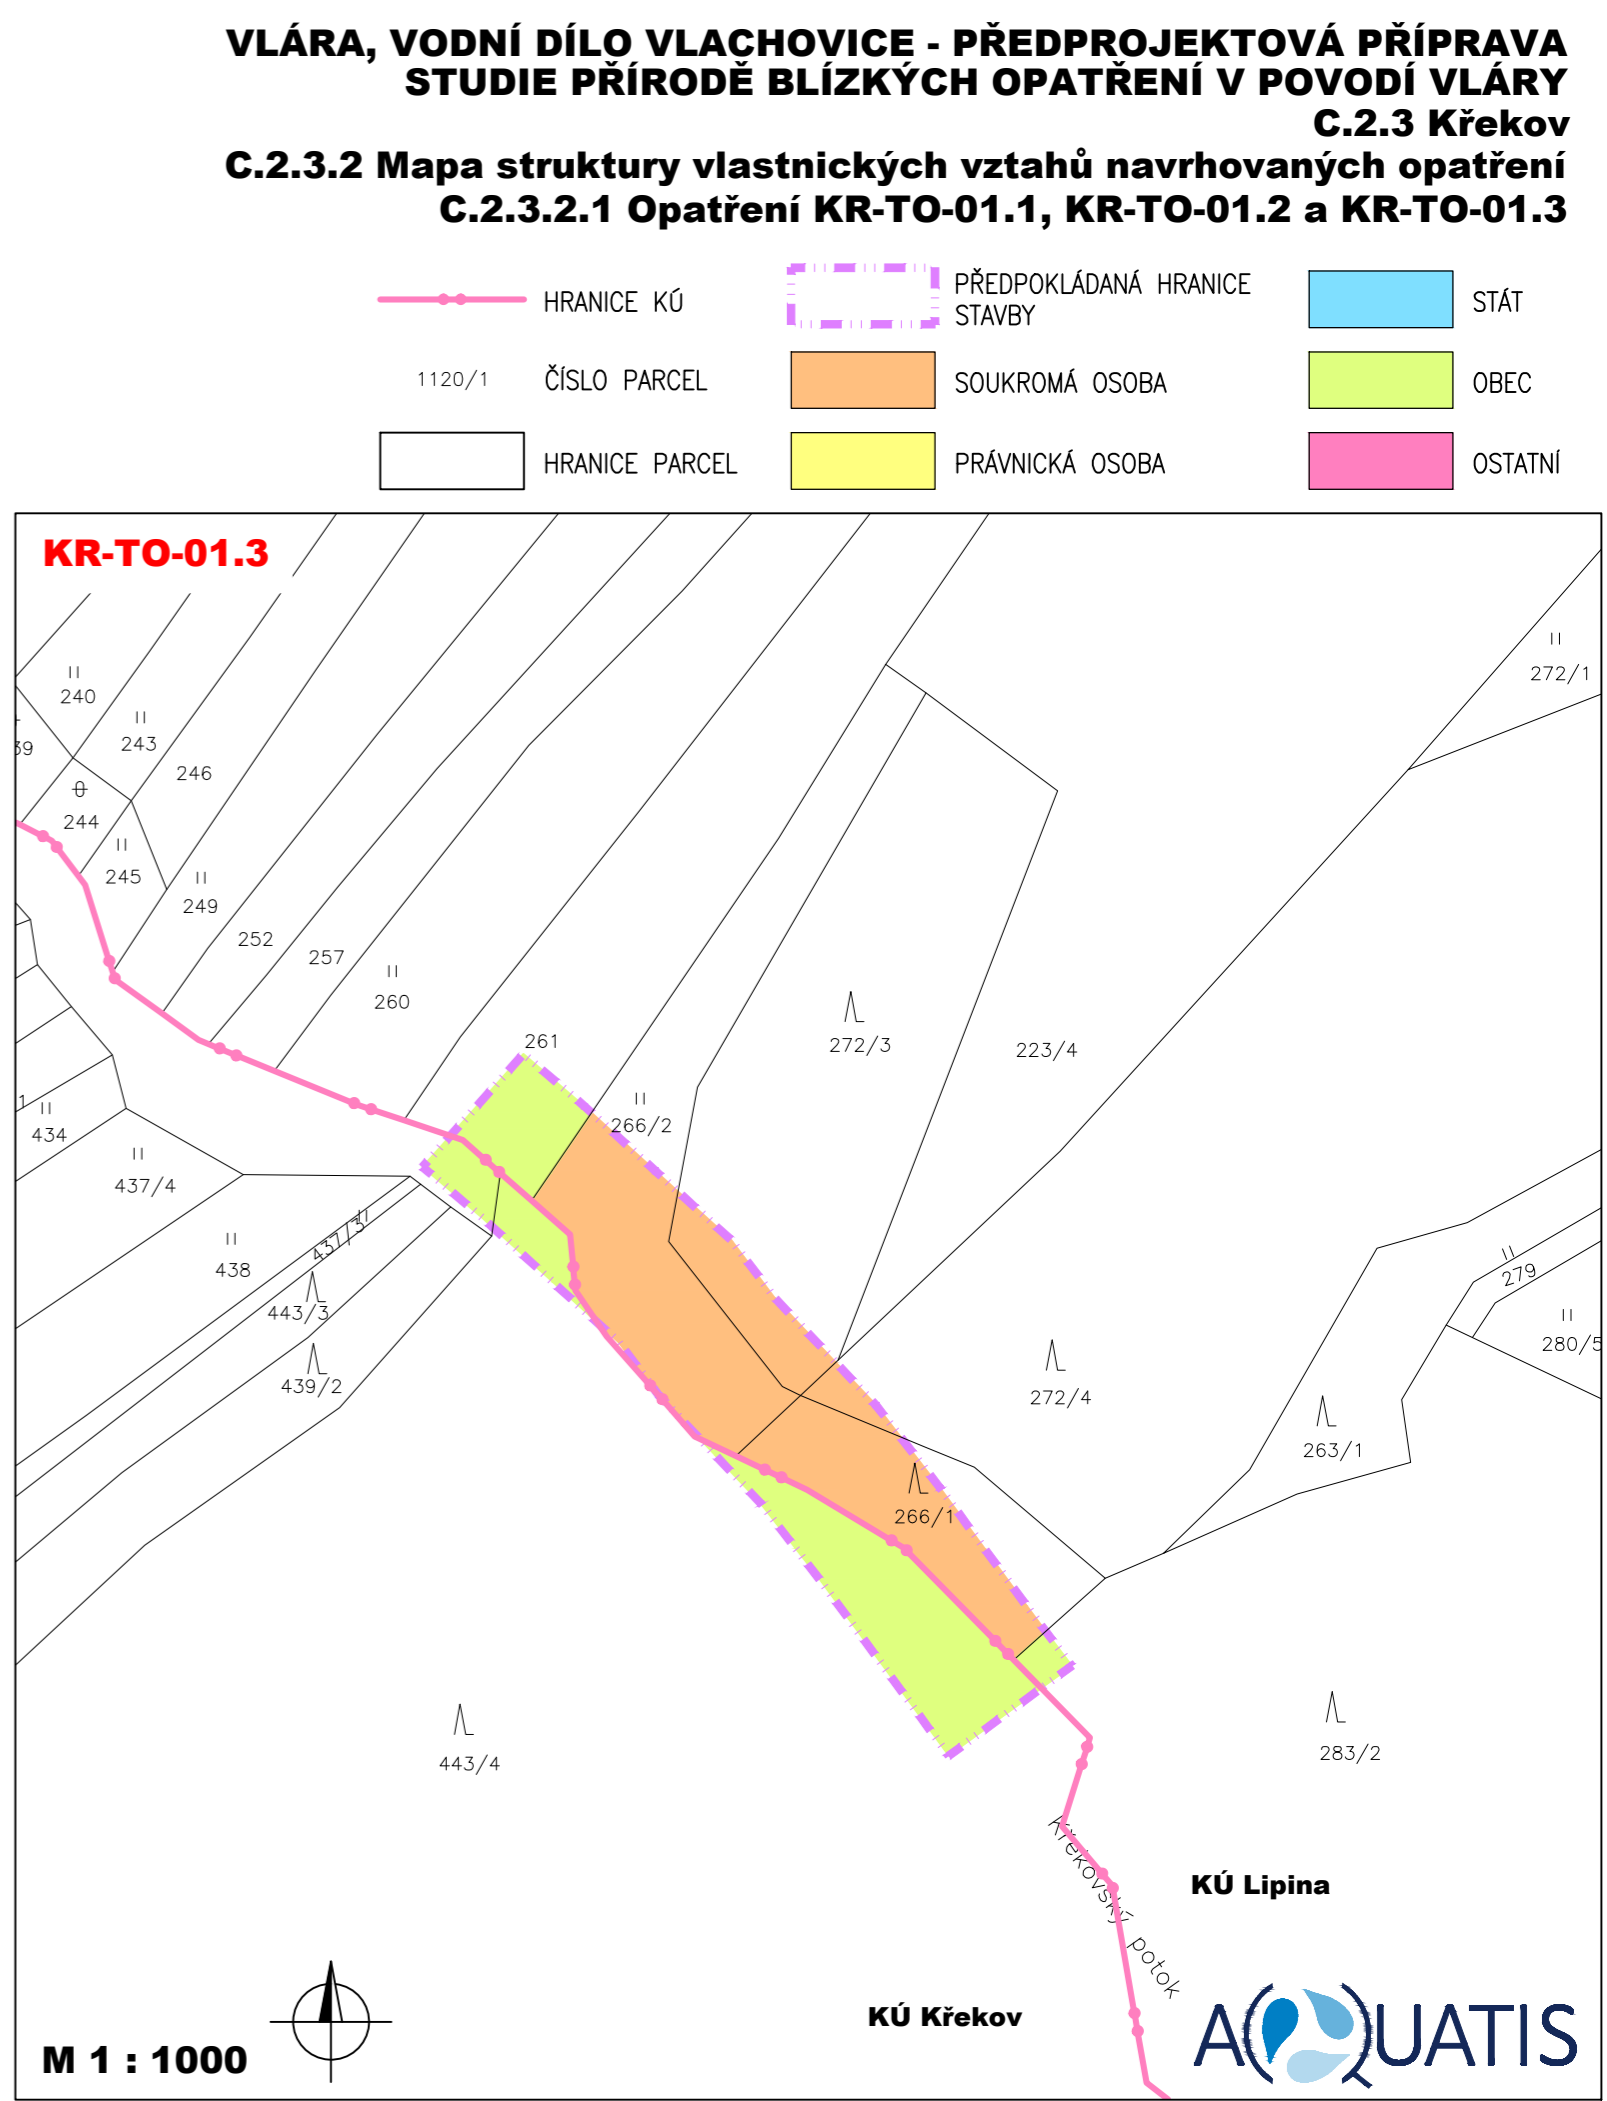 VLÁRA, VODNÍ DÍLO VLACHOVICE - PŘEDPROJEKTOVÁ PŘÍPRAVA
STUDIE PŘÍRODĚ BLÍZKÝCH OPATŘENÍ V POVODÍ VLÁRY
C.2.3 Křekov
C.2.3.2 Mapa struktury vlastnických vztahů navrhovaných opatření
C.2.3.2.1 Opatření KR-TO-01.1, KR-TO-01.2 a KR-TO-01.3
HRANICE KÚ
PŘEDPOKLÁDANÁ HRANICE
STAVBY
STÁT
1120/1
ČÍSLO PARCEL
SOUKROMÁ OSOBA
OBEC
HRANICE PARCEL
PRÁVNICKÁ OSOBA
OSTATNÍ
KR-TO-01.3
272/1
240
243
39
246
244
245
249
252
257
260
261
272/3
223/4
266/2
1
434
437/4
437/3
438
279
443/3
280/5
439/2
272/4
263/1
266/1
443/4
283/2
Křekovský potok
KÚ Lipina
KÚ Křekov
M 1 : 1000
AQUATIS